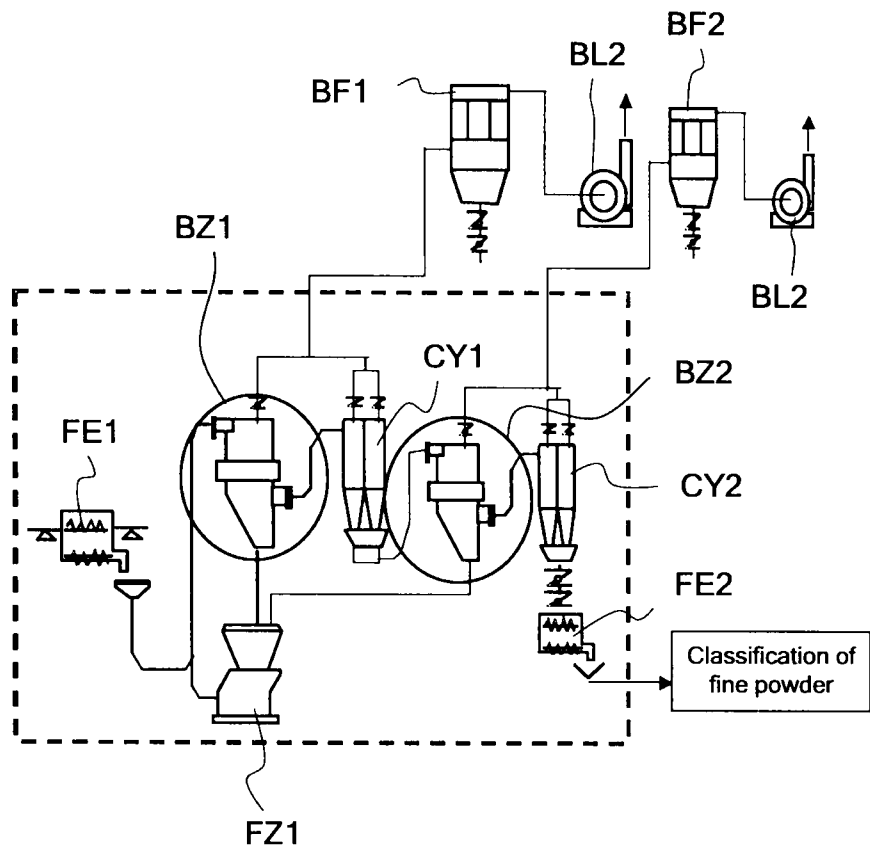 BF2
BL2
BF1
BZ1
CY1
BZ2
BL2
FE1
CY2
FE2
Classification of
fine powder
FZ1